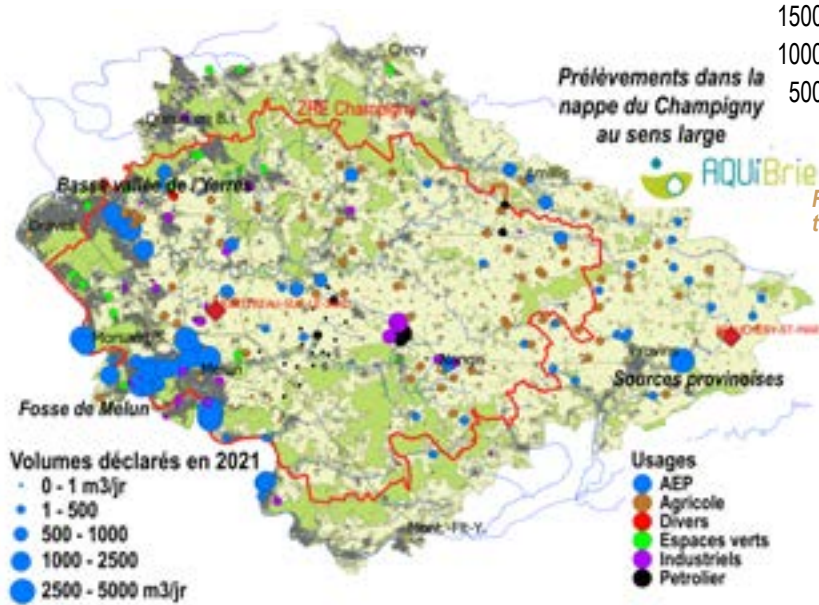 1500
1000
500
Prélèvements dans la
nappe du Champigny
au sens large
AQUiBrie
Crecy
ZRE Champigny
Basse vallée de l'Yerres
Melun
Nangis
Provins
Sources provinoises
Fosse de Melun
Mont.-Flt-Y.
Volumes déclarés en 2021
0 - 1 m3/jr
1 - 500
500 - 1000
1000 - 2500
2500 - 5000 m3/jr
Usages
AEP
Agricole
Divers
Espaces verts
Industriels
Petrolier